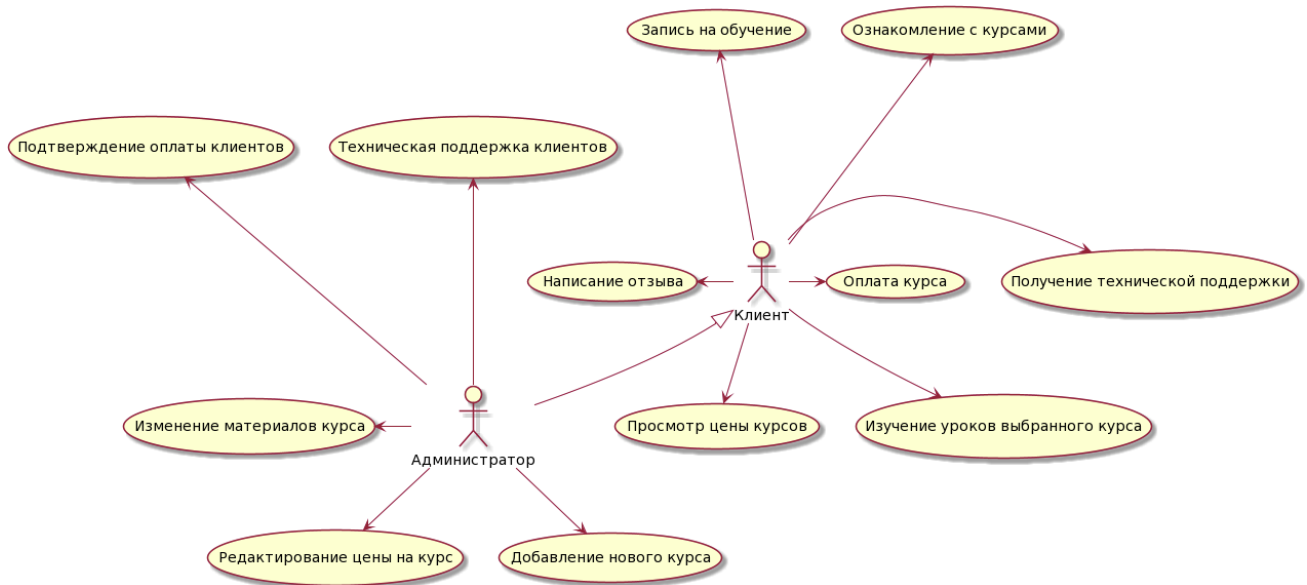 Запись на обучение
Ознакомление с курсами
Подтверждение оплаты клиентов
Техническая поддержка клиентов
Написание отзыва
Оплата курса
Получение технической поддержки
Клиент
Изменение материалов курса
Просмотр цены курсов
Изучение уроков выбранного курса
Администратор
Редактирование цены на курс
Добавление нового курса